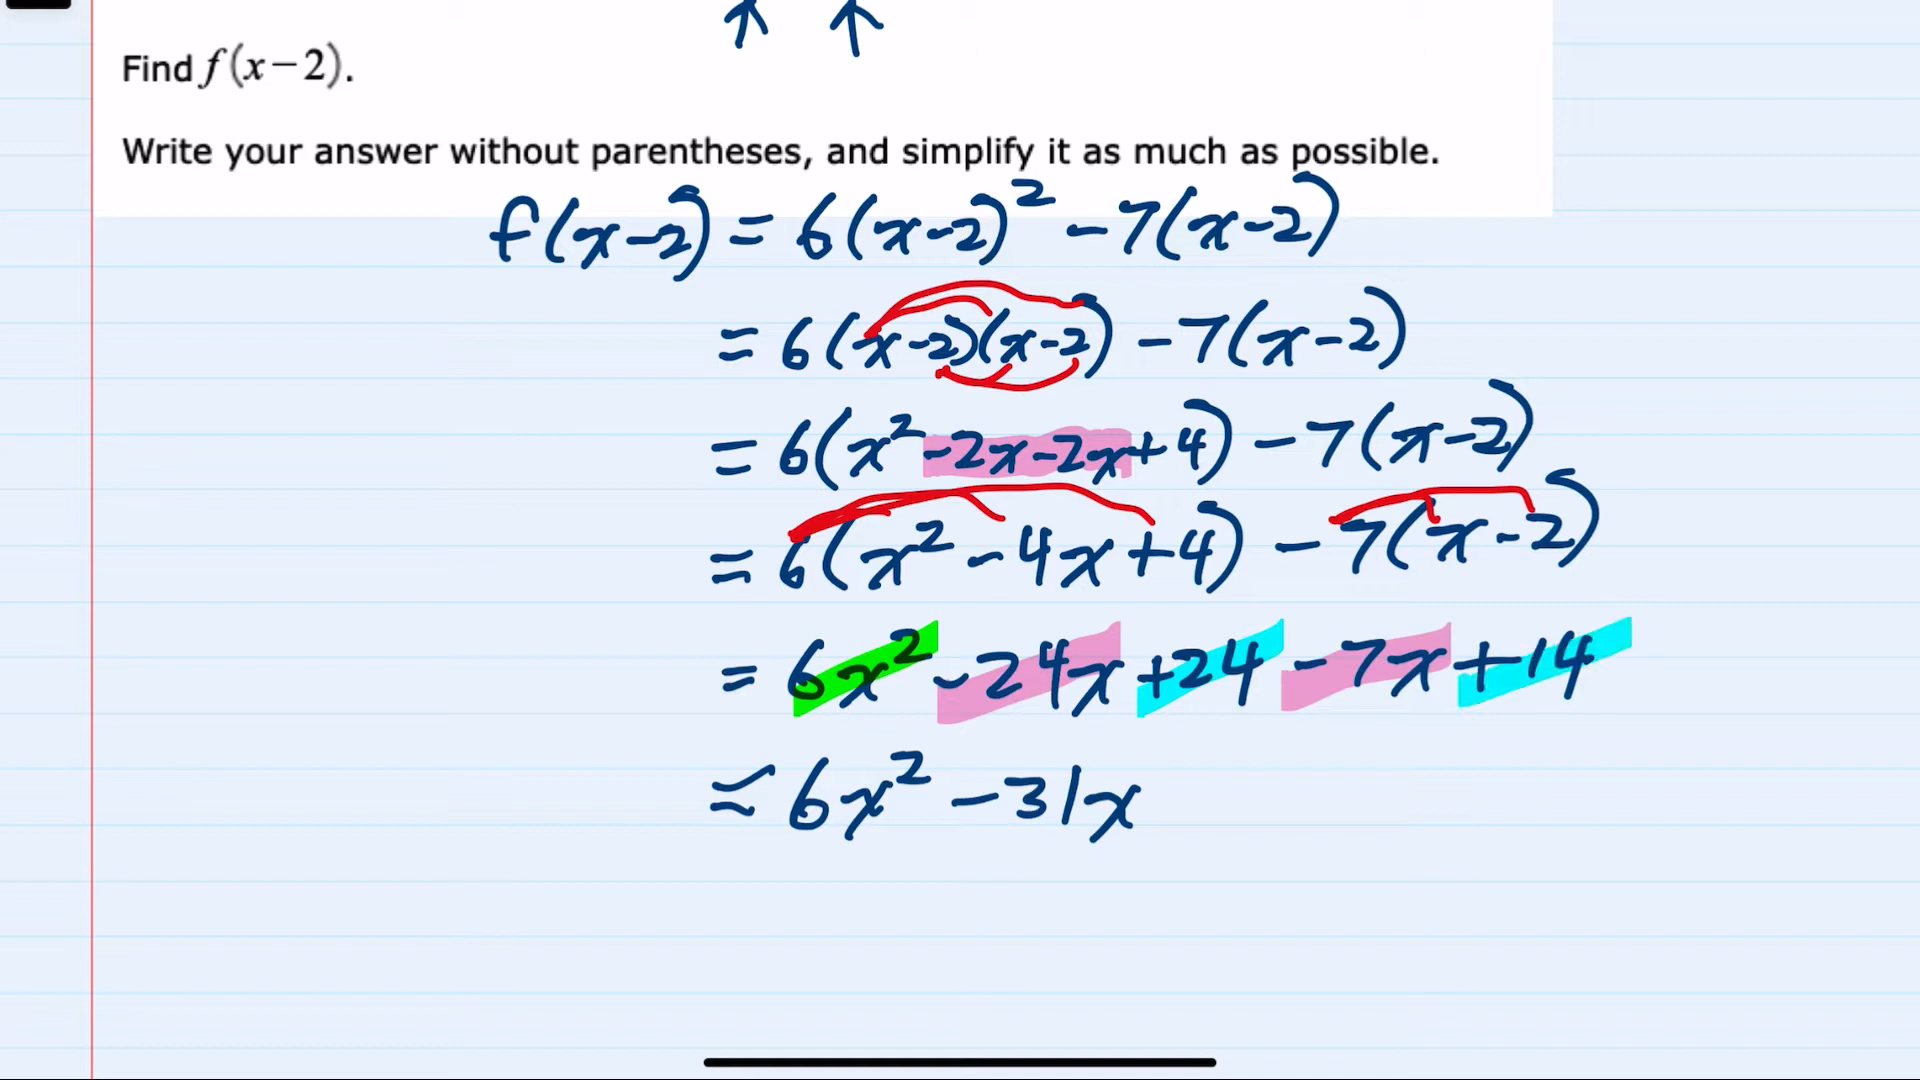 Find f(x−2).
Write your answer without parentheses, and simplify it as much as possible.
f(x-2) = 6(x-2)² - 7(x-2)
= 6(x-2)(x-2) - 7(x-2)
= 6(x² -2x-2x+4) - 7(x-2)
= 6(x² - 4x + 4) - 7(x-2)
= 6x² - 24x + 24 - 7x + 14
= 6x² - 31x